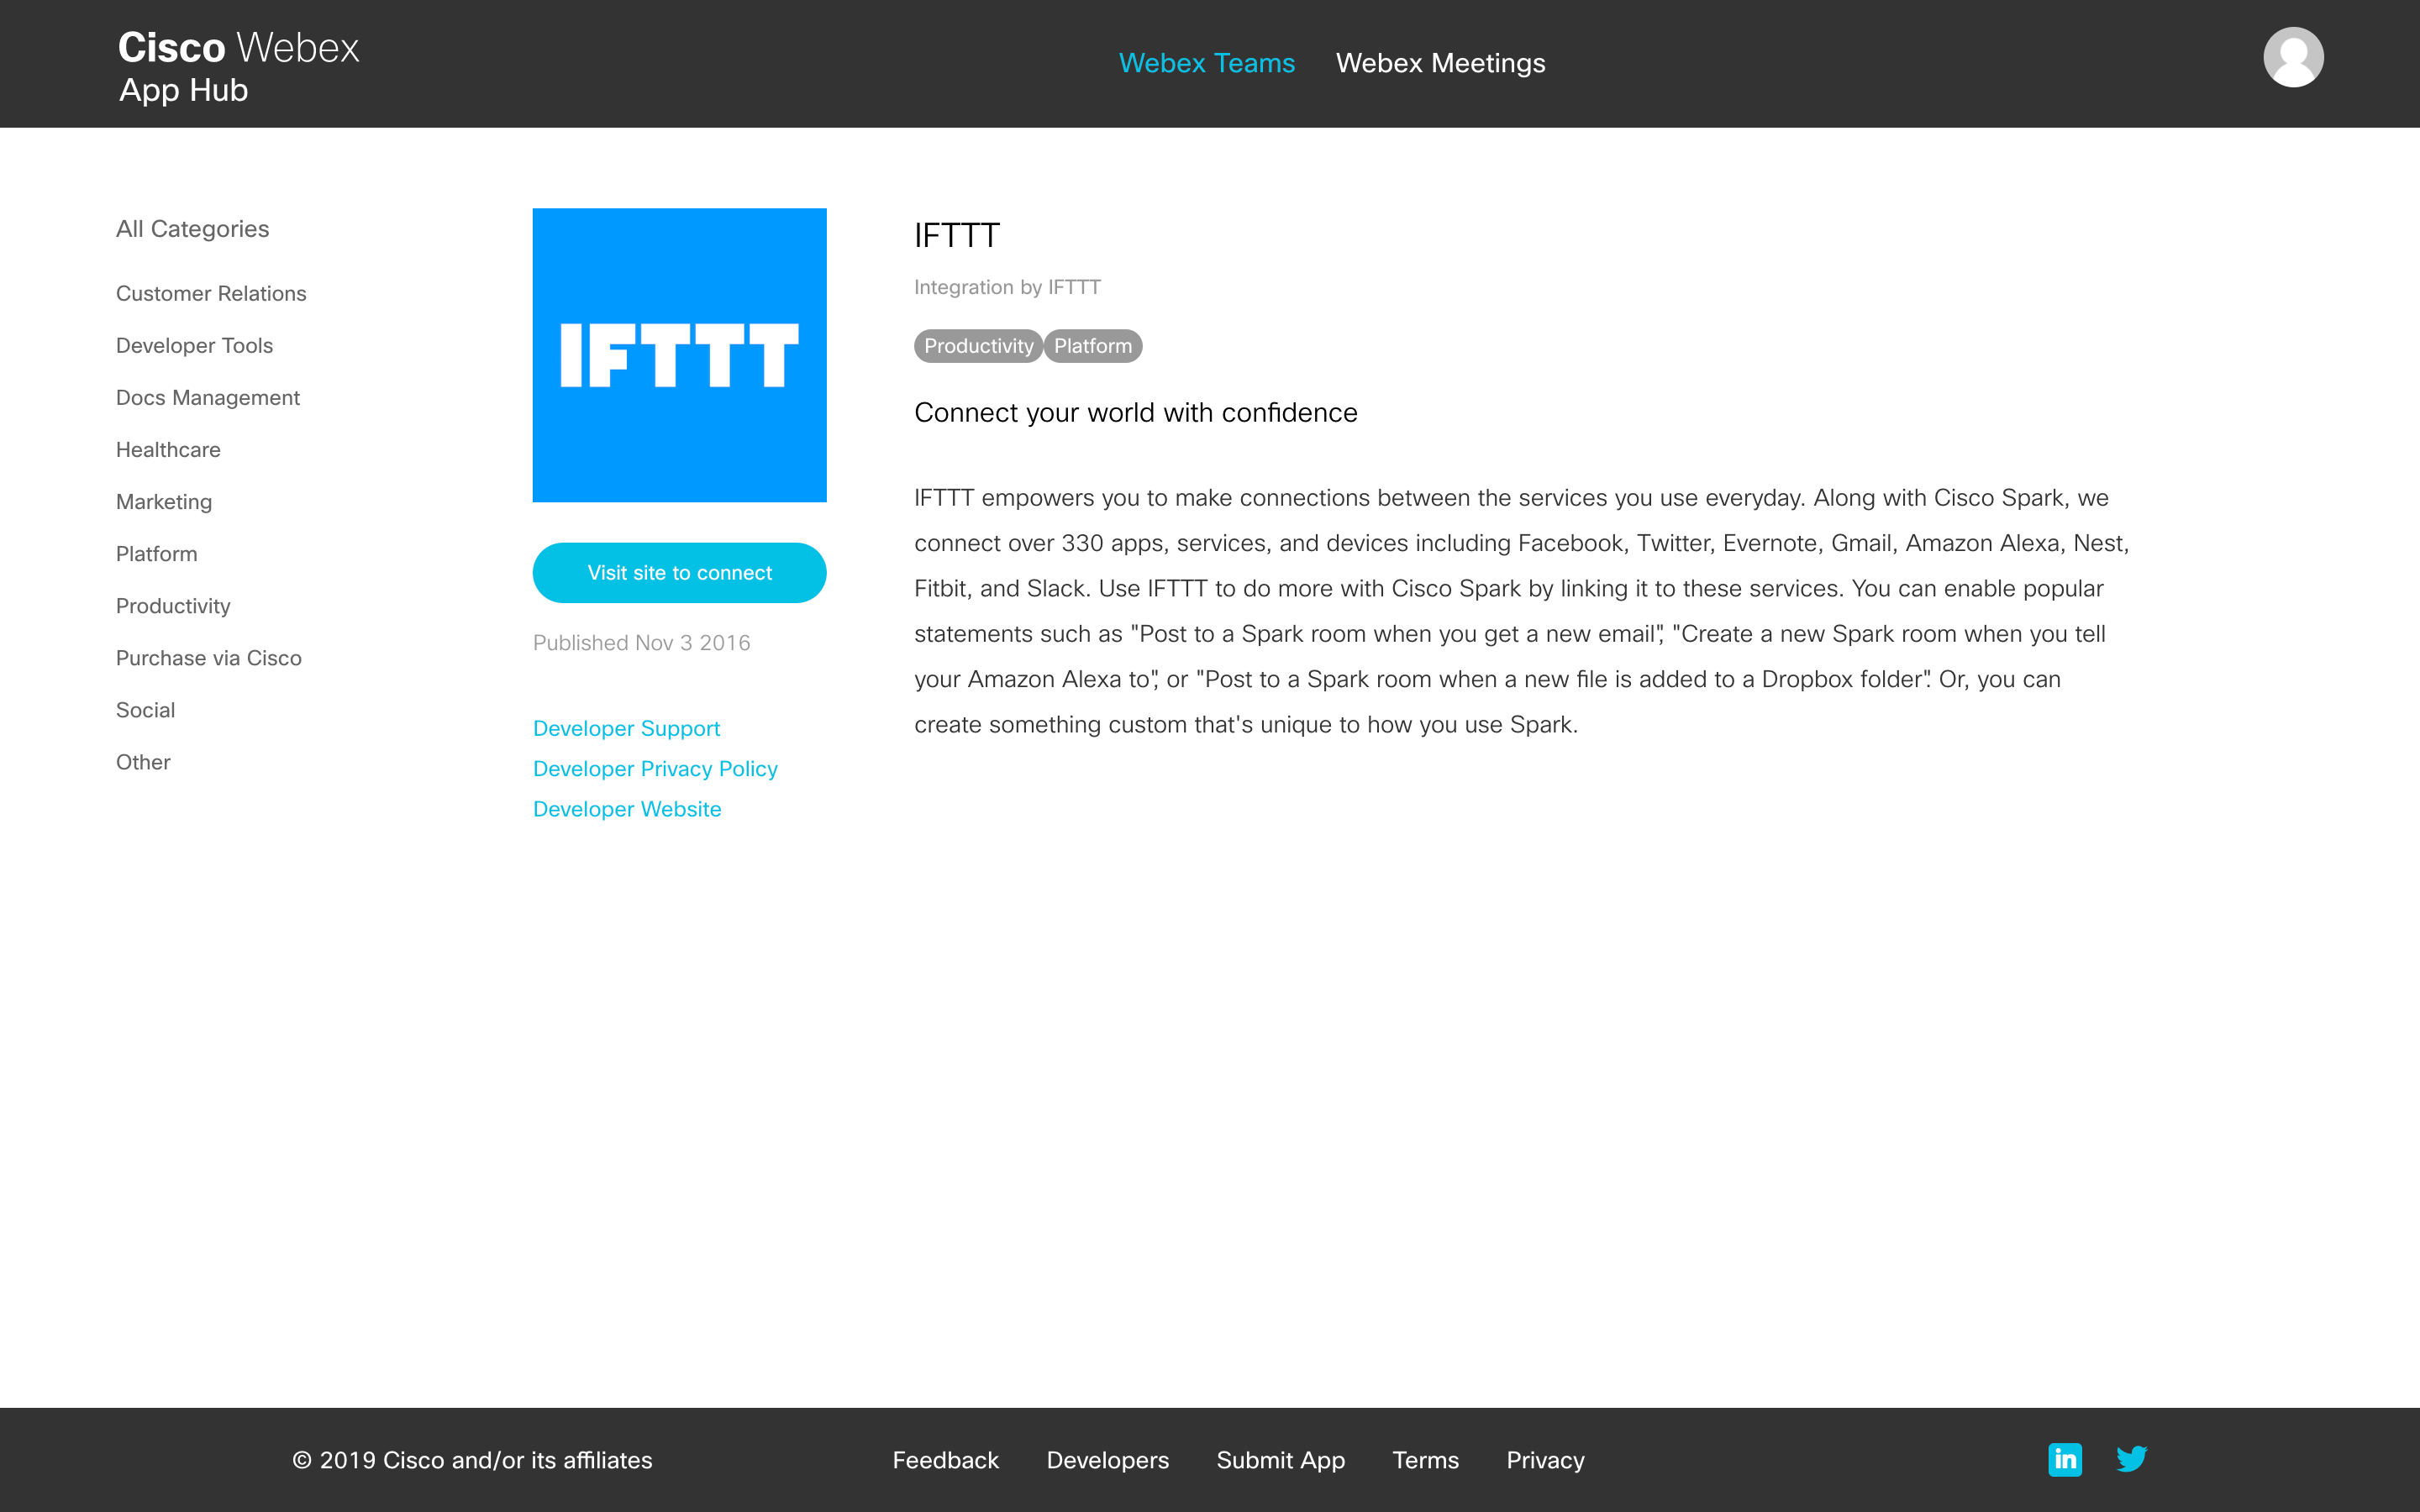 Cisco Webex
App Hub
Webex Teams
Webex Meetings
All Categories
Customer Relations
Developer Tools
Docs Management
Healthcare
Marketing
Platform
Productivity
Purchase via Cisco
Social
Other
IFTTT
Visit site to connect
Published Nov 3 2016
Developer Support
Developer Privacy Policy
Developer Website
IFTTT
Integration by IFTTT
Productivity
Platform
Connect your world with confidence
IFTTT empowers you to make connections between the services you use everyday. Along with Cisco Spark, we
connect over 330 apps, services, and devices including Facebook, Twitter, Evernote, Gmail, Amazon Alexa, Nest,
Fitbit, and Slack. Use IFTTT to do more with Cisco Spark by linking it to these services. You can enable popular
statements such as "Post to a Spark room when you get a new email", "Create a new Spark room when you tell
your Amazon Alexa to", or "Post to a Spark room when a new file is added to a Dropbox folder". Or, you can
create something custom that's unique to how you use Spark.
© 2019 Cisco and/or its affiliates
Feedback
Developers
Submit App
Terms
Privacy
in